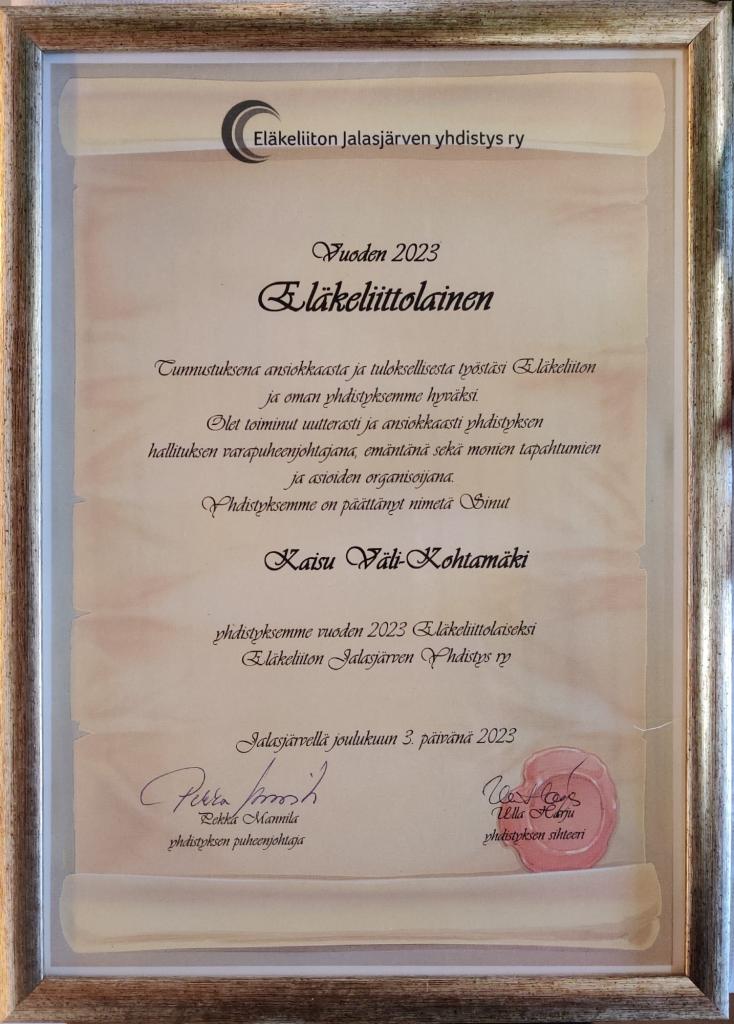 Eläkeliiton Jalasjärven yhdistys ry
Vuoden 2023
Eläkeliittolainen
Tunnustuksena ansiokkaasta ja tuloksellisesta työstäsi Eläkeliiton
ja oman yhdistyksemme hyväksi.
Olet toiminut uutterasti ja ansiokkaasti yhdistyksen
hallituksen varapuheenjohtajana, emäntänä sekä monien tapahtumien
ja asioiden organisoijana.
Yhdistyksemme on päättänyt nimetä Sinut
Kaisu Väli-Kohtamäki
yhdistyksemme vuoden 2023 Eläkeliittolaiseksi
Eläkeliiton Jalasjärven Yhdistys ry
Jalasjärvellä joulukuun 3. päivänä 2023
Pekka Mannila
Ulla Harju
yhdistyksen puheenjohtaja
yhdistyksen sihteeri